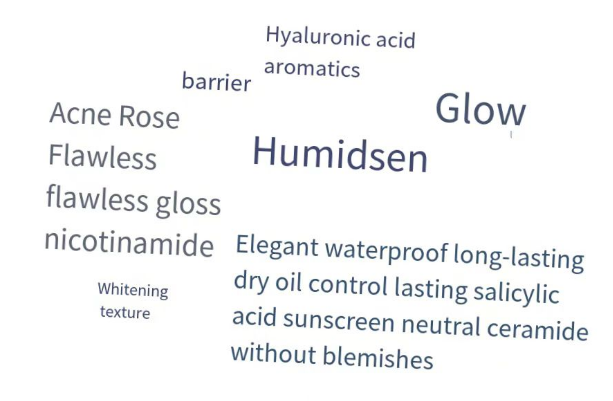 Hyaluronic acid
aromatics
barrier
Glow
Acne Rose
Flawless
flawless gloss
nicotinamide
Humidsen
Elegant waterproof long-lasting
dry oil control lasting salicylic
acid sunscreen neutral ceramide
without blemishes
Whitening
texture